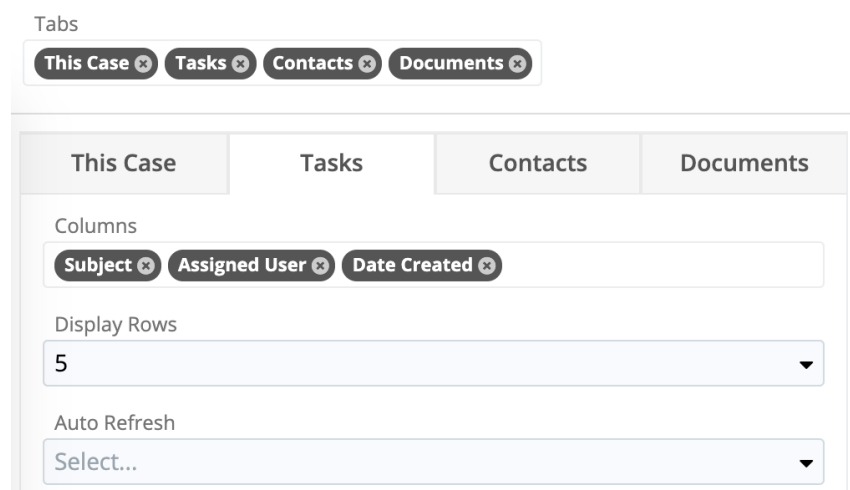 Tabs
This Case Tasks Contacts Documents
This Case Tasks Contacts Documents
Columns
Subject Assigned User Date Created
Display Rows
5
Auto Refresh
Select...